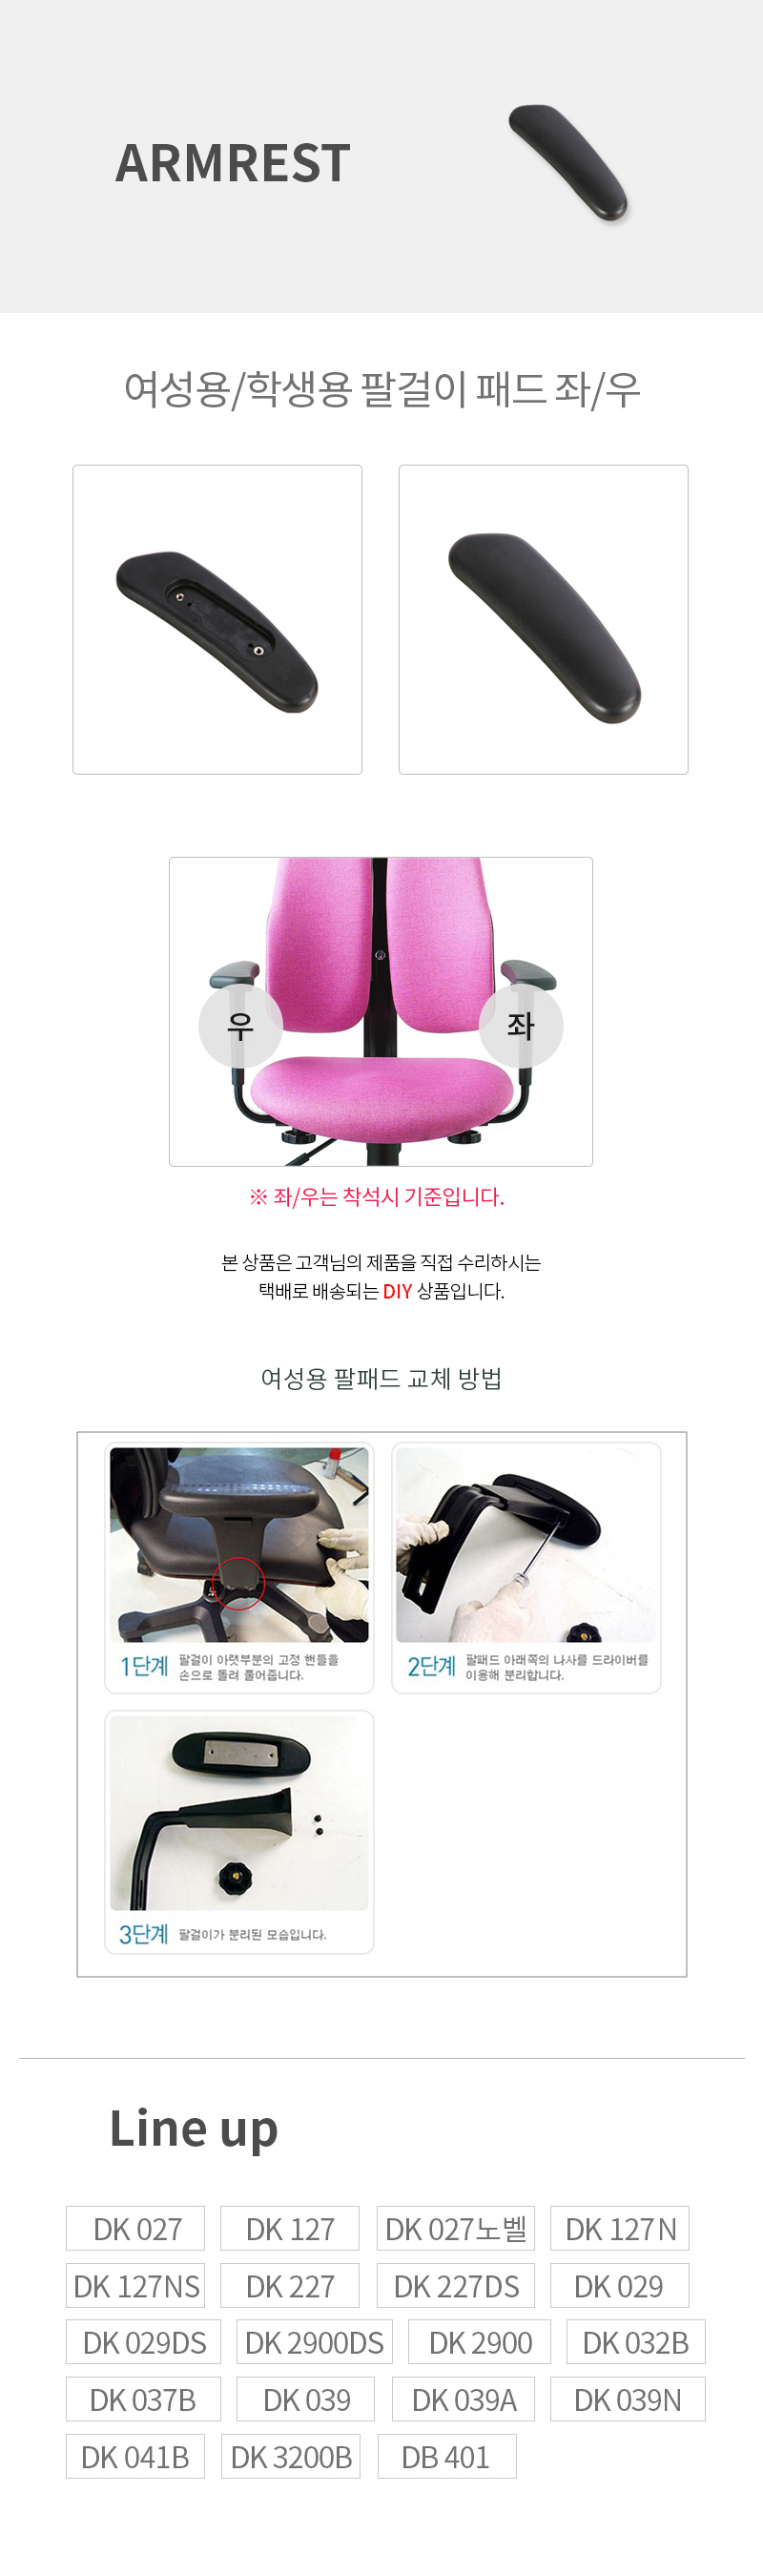 ARMREST
여성용/학생용 팔걸이 패드 좌/우
우
좌
※ 좌/우는 착석시 기준입니다.
본 상품은 고객님의 제품을 직접 수리하시는
택배로 배송되는 DIY 상품입니다.
여성용 팔패드 교체 방법
1단계
팔걸이 아랫부분의 고정 핸들을
손으로 돌려 풀어줍니다.
2단계
팔패드 아래쪽의 나사를 드라이버를
이용해 분리합니다.
3단계
팔걸이가 분리된 모습입니다.
Line up
DK 027
DK 127
DK 027노벨
DK 127N
DK 127NS
DK 227
DK 227DS
DK 029
DK 029DS
DK 2900DS
DK 2900
DK 032B
DK 037B
DK 039
DK 039A
DK 039N
DK 041B
DK 3200B
DB 401